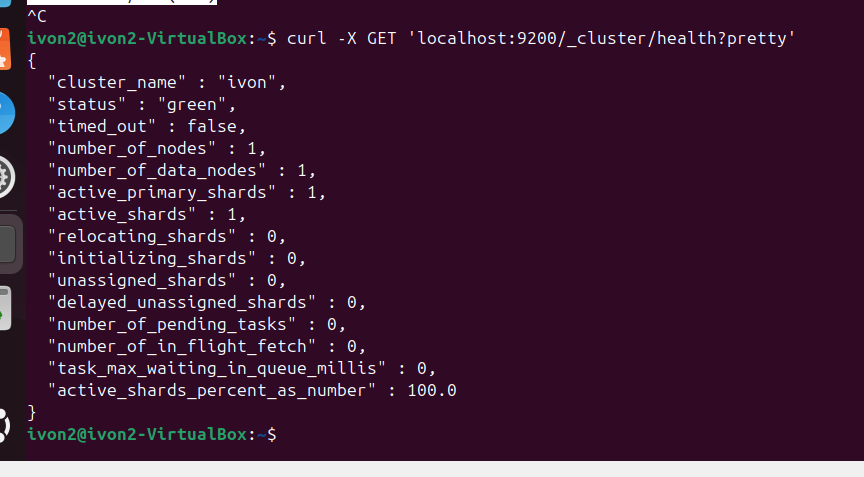 ^C
ivon2@ivon2-VirtualBox:~$ curl -X GET 'localhost:9200/_cluster/health?pretty'
{
  "cluster_name" : "ivon",
  "status" : "green",
  "timed_out" : false,
  "number_of_nodes" : 1,
  "number_of_data_nodes" : 1,
  "active_primary_shards" : 1,
  "active_shards" : 1,
  "relocating_shards" : 0,
  "initializing_shards" : 0,
  "unassigned_shards" : 0,
  "delayed_unassigned_shards" : 0,
  "number_of_pending_tasks" : 0,
  "number_of_in_flight_fetch" : 0,
  "task_max_waiting_in_queue_millis" : 0,
  "active_shards_percent_as_number" : 100.0
}
ivon2@ivon2-VirtualBox:~$